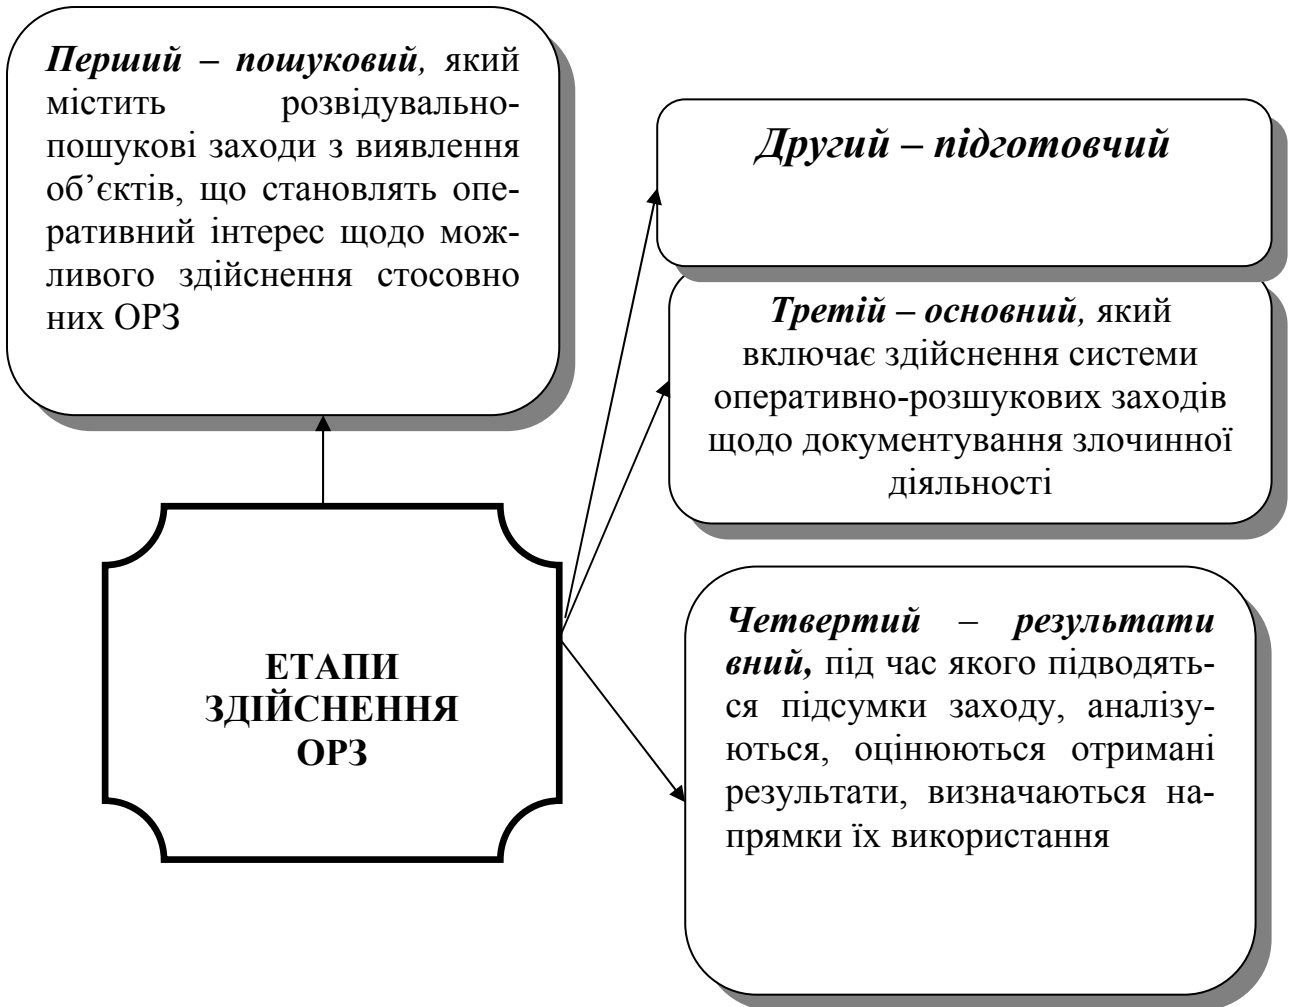 Перший – пошуковий, який
містить розвідувально-
пошукові заходи з виявлення
об’єктів, що становлять опе-
ративний інтерес щодо мож-
ливого здійснення стосовно
них ОРЗ
Другий – підготовчий
Третій – основний, який
включає здійснення системи
оперативно-розшукових заходів
щодо документування злочинної
діяльності
ЕТАПИ
ЗДІЙСНЕННЯ
ОРЗ
Четвертий – результати
вний, під час якого підводять-
ся підсумки заходу, аналізу-
ються, оцінюються отримані
результати, визначаються на-
прямки їх використання